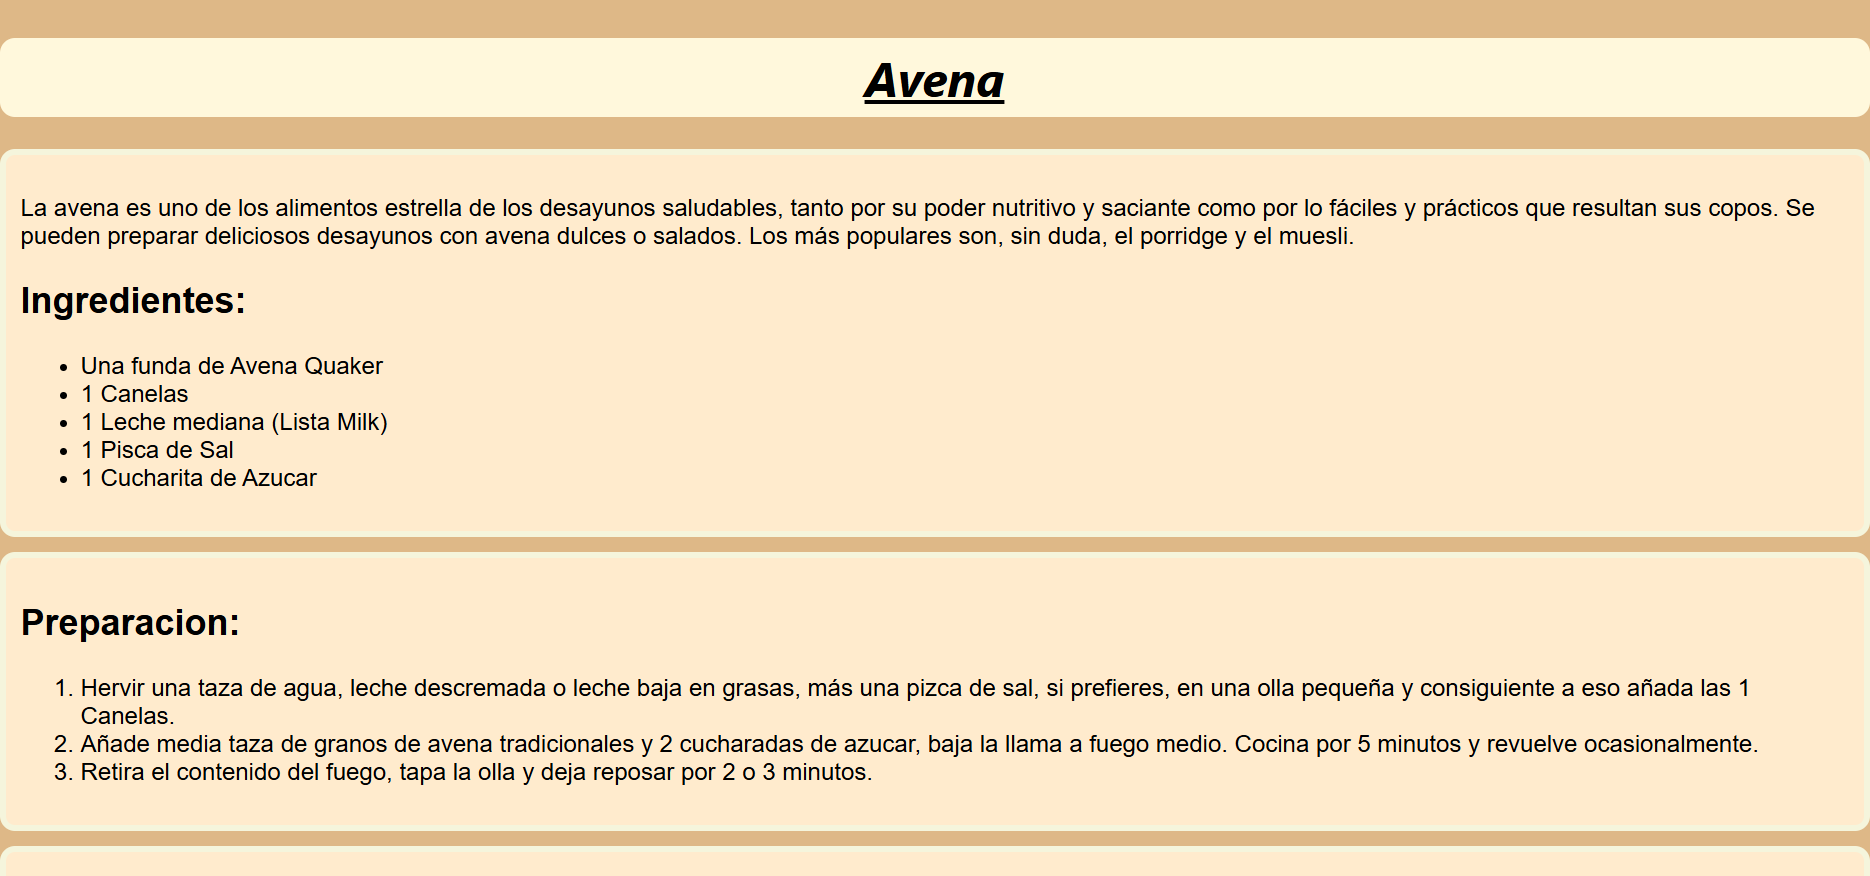 Avena
La avena es uno de los alimentos estrella de los desayunos saludables, tanto por su poder nutritivo y saciante como por lo fáciles y prácticos que resultan sus copos. Se
pueden preparar deliciosos desayunos con avena dulces o salados. Los más populares son, sin duda, el porridge y el muesli.
Ingredientes:
• Una funda de Avena Quaker
• 1 Canelas
• 1 Leche mediana (Lista Milk)
• 1 Pisca de Sal
• 1 Cucharita de Azucar
Preparacion:
1. Hervir una taza de agua, leche descremada o leche baja en grasas, más una pizca de sal, si prefieres, en una olla pequeña y consiguiente a eso añada las 1
Canelas.
2. Añade media taza de granos de avena tradicionales y 2 cucharadas de azucar, baja la llama a fuego medio. Cocina por 5 minutos y revuelve ocasionalmente.
3. Retira el contenido del fuego, tapa la olla y deja reposar por 2 o 3 minutos.